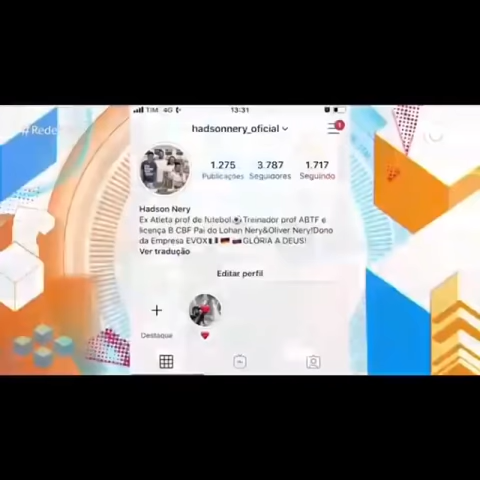 TIM 4G 13:31
#Rede
hadsonnery_oficial
1
1.275 3.787 1.717
Publicações Seguidores Seguindo
Hadson Nery
Ex Atleta prof de futebol⚽Treinador prof ABTF e
licença B CBF Pai do Lohan Nery&Oliver Nery!Dono
da Empresa EVOX GLÓRIA A DEUS!
Ver tradução
Editar perfil
Destaque